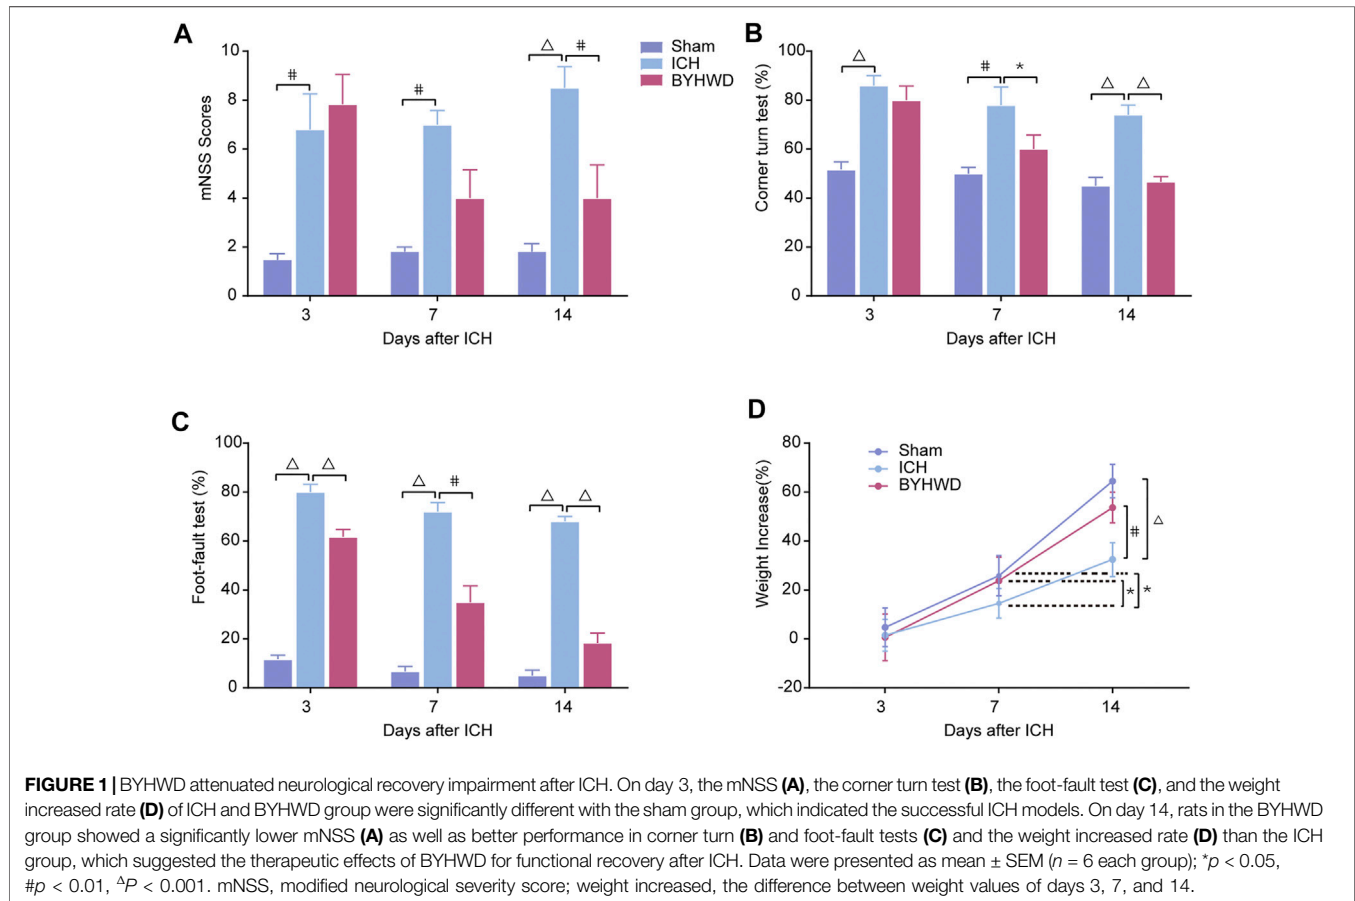 A
10
8
6
4
2
0
mNSS Scores
#
#
△ #
3 7 14
Days after ICH
Sham
ICH
BYHWD
B
100
80
60
40
20
0
Corner turn test (%)
△
# *
△ △
3 7 14
Days after ICH
C
100
80
60
40
20
0
Foot-fault test (%)
△ △
△ #
△ △
3 7 14
Days after ICH
D
80
60
40
20
0
-20
Weight Increase(%)
Sham
ICH
BYHWD
# △
* *
3 7 14
Days after ICH
FIGURE 1 | BYHWD attenuated neurological recovery impairment after ICH. On day 3, the mNSS (A), the corner turn test (B), the foot-fault test (C), and the weight
increased rate (D) of ICH and BYHWD group were significantly different with the sham group, which indicated the successful ICH models. On day 14, rats in the BYHWD
group showed a significantly lower mNSS (A) as well as better performance in corner turn (B) and foot-fault tests (C) and the weight increased rate (D) than the ICH
group, which suggested the therapeutic effects of BYHWD for functional recovery after ICH. Data were presented as mean ± SEM (n = 6 each group); *p < 0.05,
#p < 0.01, ΔP < 0.001. mNSS, modified neurological severity score; weight increased, the difference between weight values of days 3, 7, and 14.